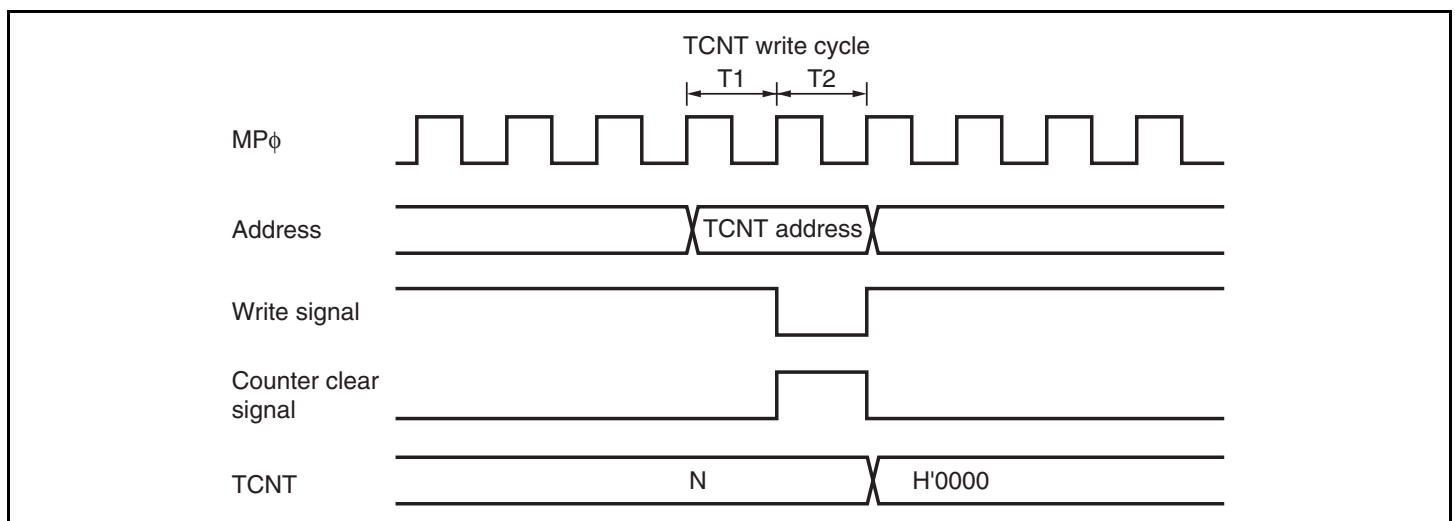 TCNT write cycle
T1 T2
MPϕ
Address
TCNT address
Write signal
Counter clear
signal
TCNT
N
H'0000